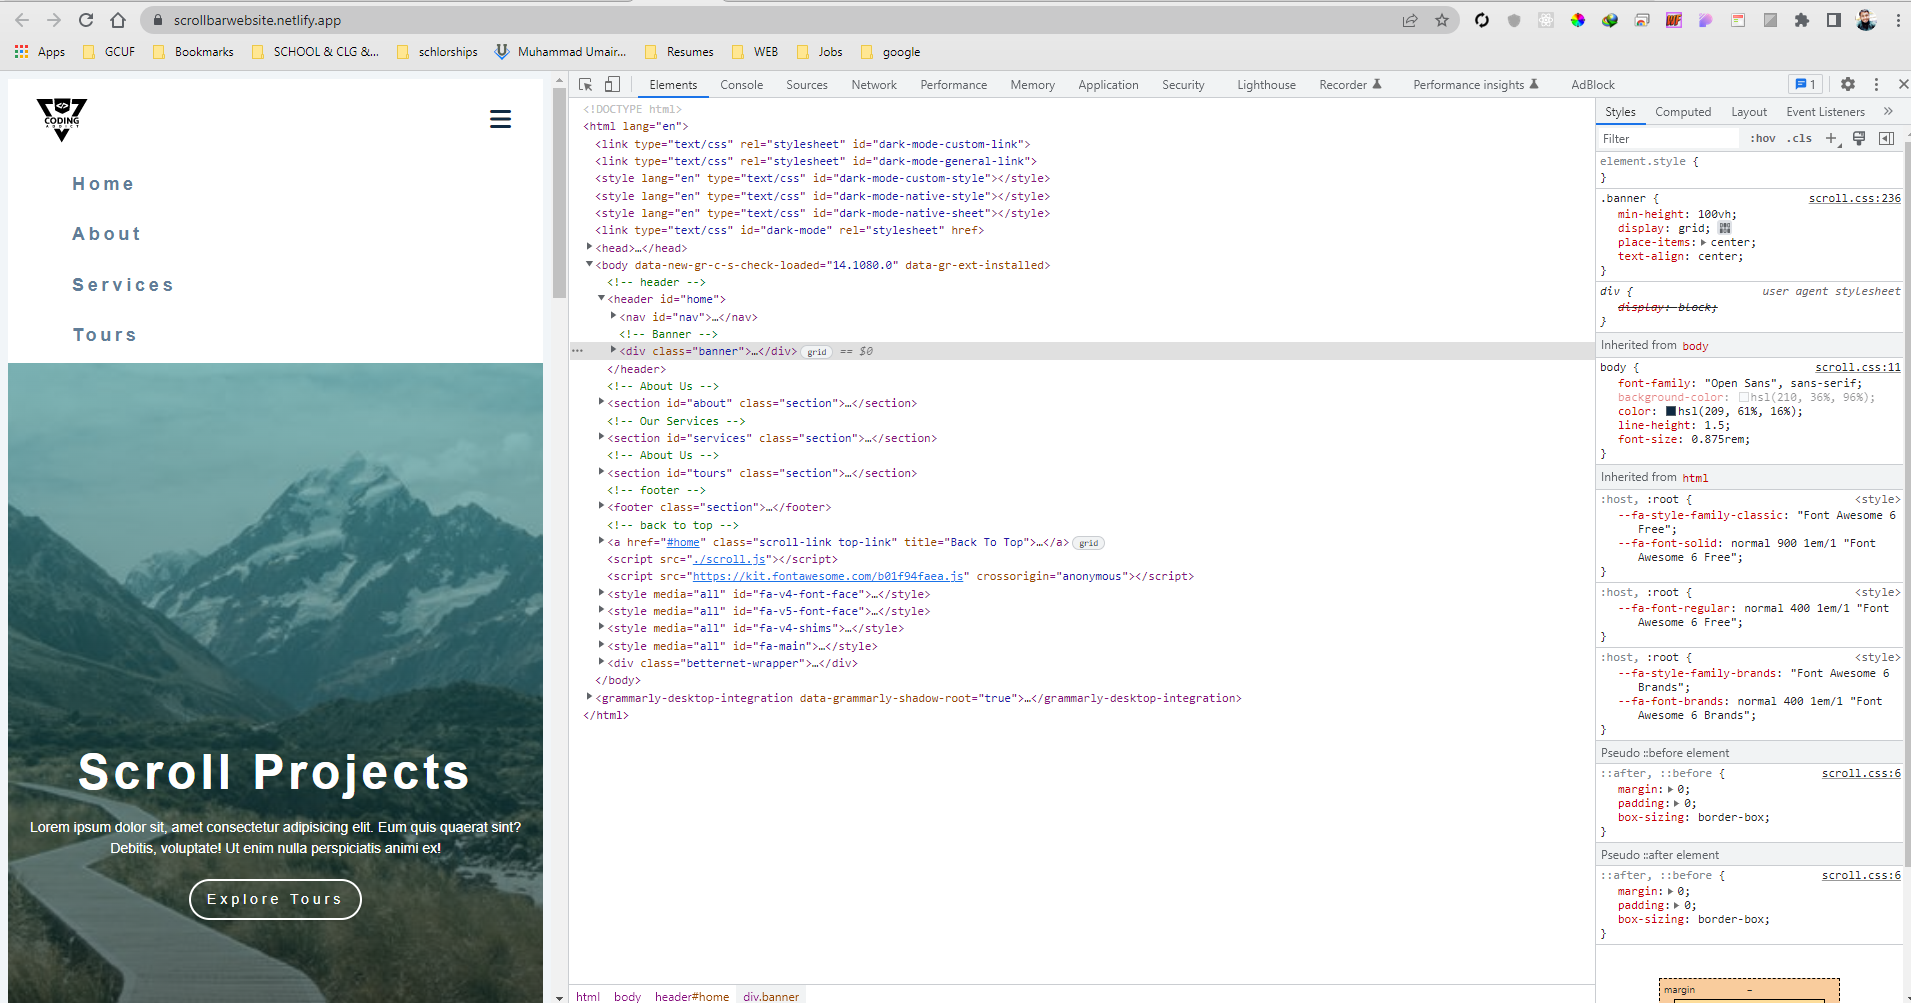 scrollbarwebsite.netlify.app
Apps GCUF Bookmarks SCHOOL & CLG &... schlorships Muhammad Umair... Resumes WEB Jobs google
CODING
ADDICT
Home
About
Services
Tours
Scroll Projects
Lorem ipsum dolor sit, amet consectetur adipisicing elit. Eum quis quaerat sint?
Debitis, voluptate! Ut enim nulla perspiciatis animi ex!
Explore Tours
Elements Console Sources Network Performance Memory Application Security Lighthouse Recorder Performance insights AdBlock 1
<!DOCTYPE html>
<html lang="en">
<link type="text/css" rel="stylesheet" id="dark-mode-custom-link">
<link type="text/css" rel="stylesheet" id="dark-mode-general-link">
<style lang="en" type="text/css" id="dark-mode-custom-style"></style>
<style lang="en" type="text/css" id="dark-mode-native-style"></style>
<style lang="en" type="text/css" id="dark-mode-native-sheet"></style>
<link type="text/css" id="dark-mode" rel="stylesheet" href>
<head>…</head>
<body data-new-gr-c-s-check-loaded="14.1080.0" data-gr-ext-installed>
<!-- header -->
<header id="home">
<nav id="nav">…</nav>
<!-- Banner -->
<div class="banner">…</div> grid == $0
</header>
<!-- About Us -->
<section id="about" class="section">…</section>
<!-- Our Services -->
<section id="services" class="section">…</section>
<!-- About Us -->
<section id="tours" class="section">…</section>
<!-- footer -->
<footer class="section">…</footer>
<!-- back to top -->
<a href="#home" class="scroll-link top-link" title="Back To Top">…</a> grid
<script src="./scroll.js"></script>
<script src="https://kit.fontawesome.com/b01f94faea.js" crossorigin="anonymous"></script>
<style media="all" id="fa-v4-font-face">…</style>
<style media="all" id="fa-v5-font-face">…</style>
<style media="all" id="fa-v4-shims">…</style>
<style media="all" id="fa-main">…</style>
<div class="betternet-wrapper">…</div>
</body>
<grammarly-desktop-integration data-grammarly-shadow-root="true">…</grammarly-desktop-integration>
</html>
html body header#home div.banner
Styles Computed Layout Event Listeners
Filter :hov .cls
element.style {
}
.banner { scroll.css:236
min-height: 100vh;
display: grid;
place-items: center;
text-align: center;
}
div { user agent stylesheet
display: block;
}
Inherited from body
body { scroll.css:11
font-family: "Open Sans", sans-serif;
background-color: hsl(210, 36%, 96%);
color: hsl(209, 61%, 16%);
line-height: 1.5;
font-size: 0.875rem;
}
Inherited from html
:host, :root { <style>
--fa-style-family-classic: "Font Awesome 6
Free";
--fa-font-solid: normal 900 1em/1 "Font
Awesome 6 Free";
}
:host, :root { <style>
--fa-font-regular: normal 400 1em/1 "Font
Awesome 6 Free";
}
:host, :root { <style>
--fa-style-family-brands: "Font Awesome 6
Brands";
--fa-font-brands: normal 400 1em/1 "Font
Awesome 6 Brands";
}
Pseudo ::before element
::after, ::before { scroll.css:6
margin: 0;
padding: 0;
box-sizing: border-box;
}
Pseudo ::after element
::after, ::before { scroll.css:6
margin: 0;
padding: 0;
box-sizing: border-box;
}
margin –